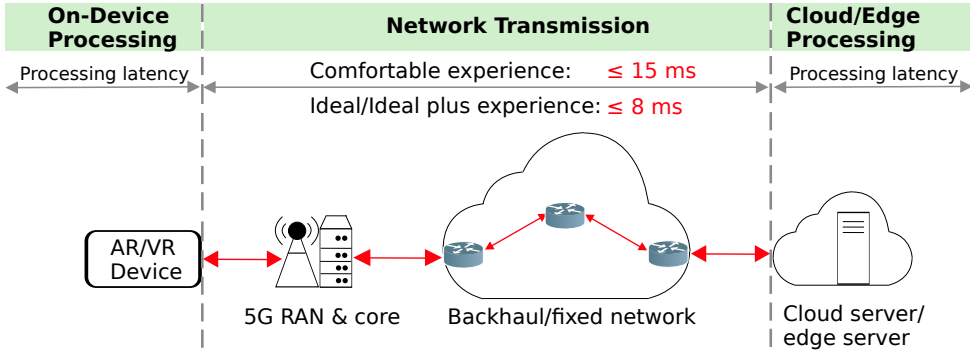 On-Device
Processing
Network Transmission
Cloud/Edge
Processing
Processing latency
Comfortable experience: ≤ 15 ms
Processing latency
Ideal/Ideal plus experience: ≤ 8 ms
AR/VR
Device
5G RAN & core
Backhaul/fixed network
Cloud server/
edge server